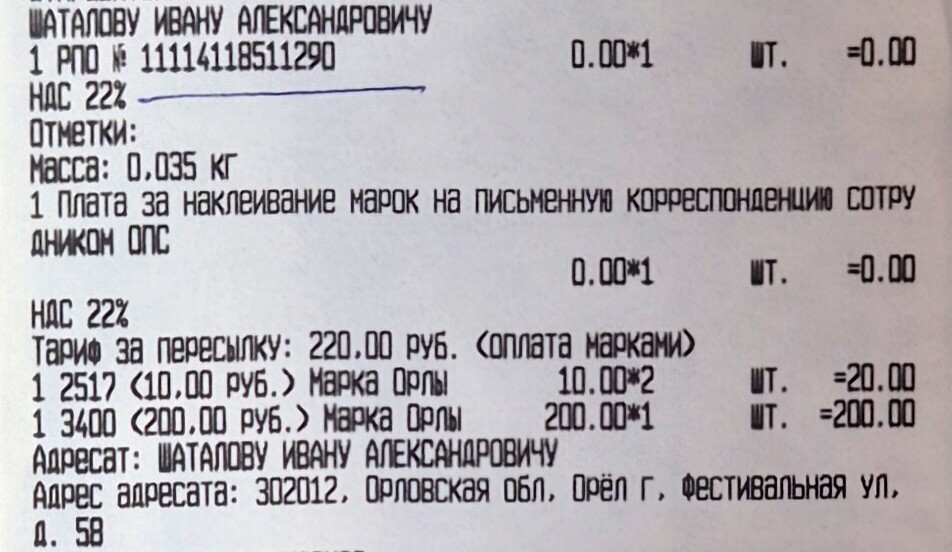 ШАТАЛОВУ ИВАНУ АЛЕКСАНДРОВИЧУ
1 РПО № 11114118511290 0.00*1 ШТ. =0.00
НДС 22%
Отметки:
Масса: 0,035 кг
1 Плата за наклеивание марок на письменную корреспонденцию сотру
дником ОПС
0.00*1 ШТ. =0.00
НДС 22%
Тариф за пересылку: 220,00 руб. (оплата марками)
1 2517 (10,00 руб.) Марка Орлы 10.00*2 ШТ. =20.00
1 3400 (200,00 руб.) Марка Орлы 200.00*1 ШТ. =200.00
Адресат: ШАТАЛОВУ ИВАНУ АЛЕКСАНДРОВИЧУ
Адрес адресата: 302012, Орловская обл, Орёл г, Фестивальная ул,
д. 58